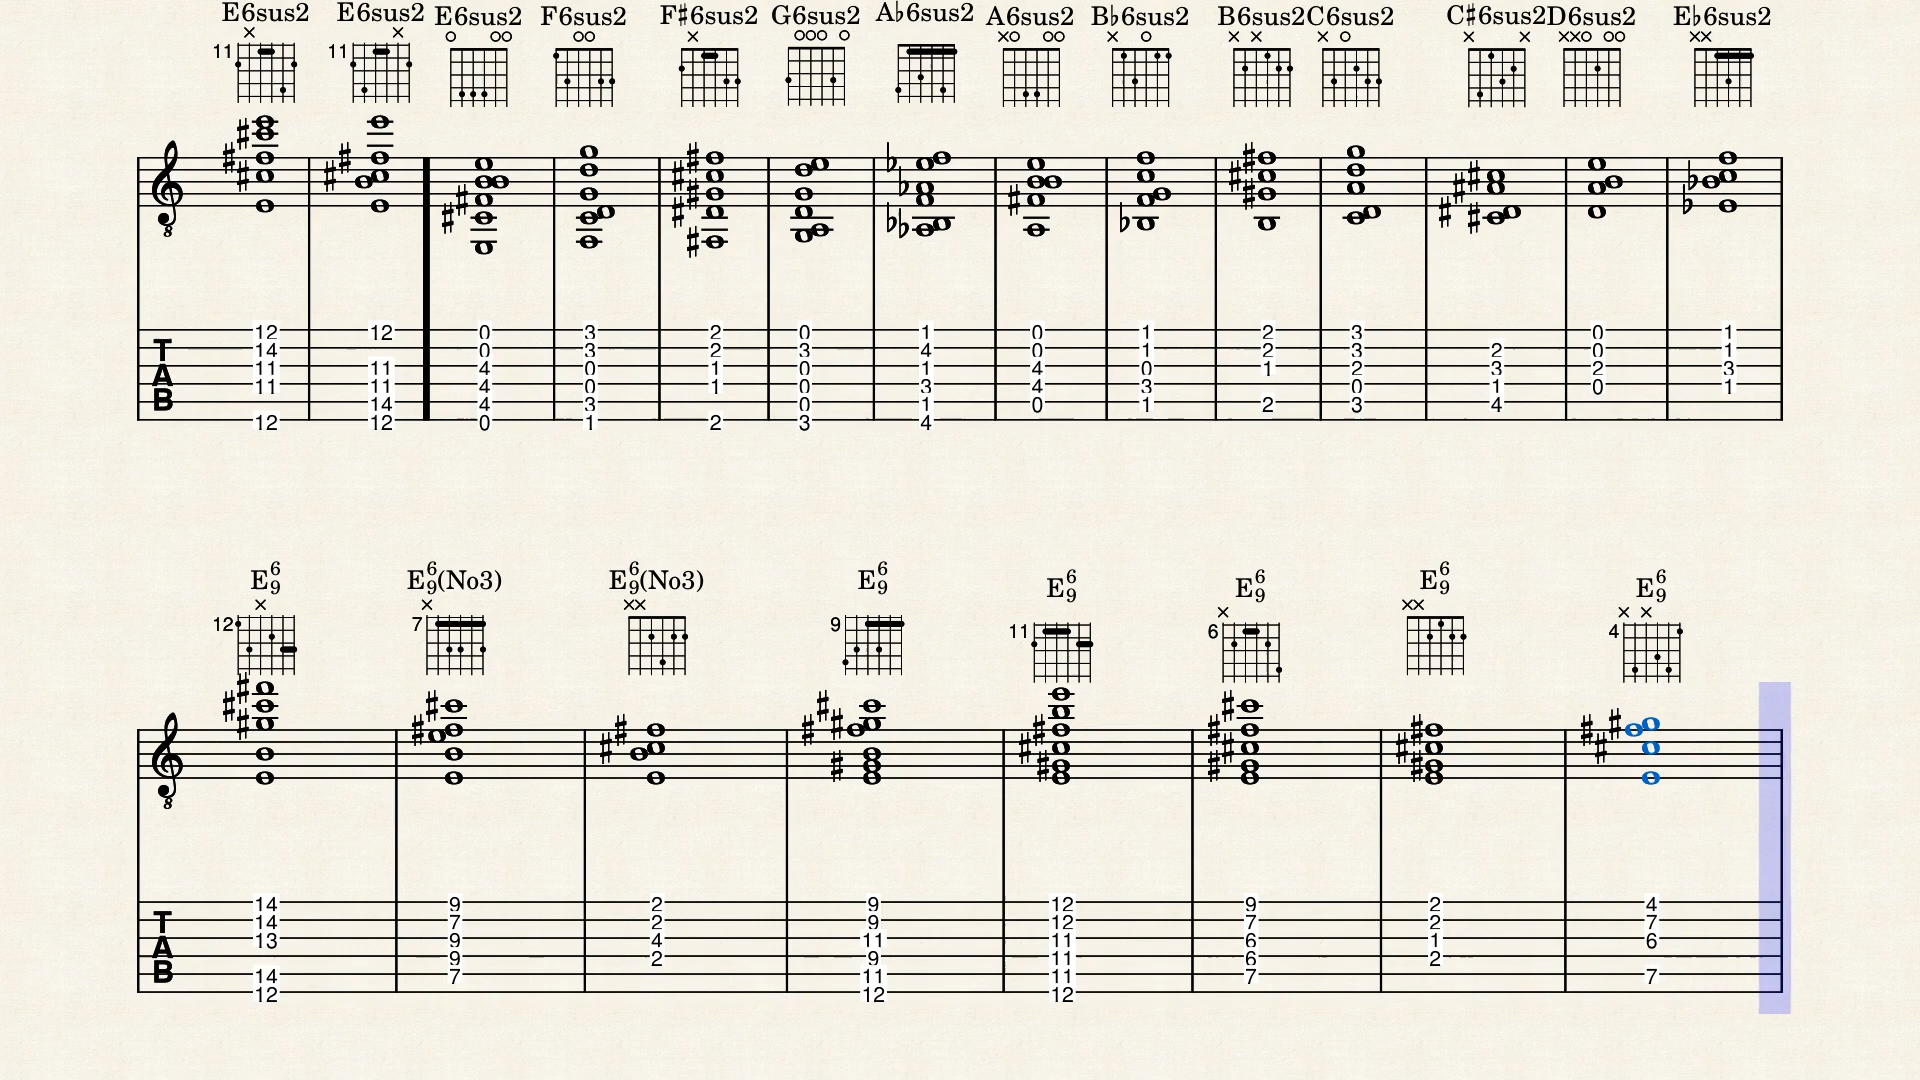 E6sus2 E6sus2 E6sus2 F6sus2 F♯6sus2 G6sus2 A♭6sus2 A6sus2 B♭6sus2 B6sus2 C6sus2 C♯6sus2 D6sus2 E♭6sus2
11 11
8
12 12 0 3 2 0 1 0 1 2 3 0 1
T 14 0 3 2 3 4 0 1 2 3 2 0 1
A 11 11 4 0 1 0 1 4 0 1 2 3 2 3
11 11 4 0 1 0 3 4 3 0 1 0 1
B 14 4 3 0 1 0 1 2 3 4
12 12 0 1 2 3 4
E6/9 E6/9(No3) E6/9(No3) E6/9 E6/9 E6/9 E6/9 E6/9
12 7 9 11 6 4
8
14 9 2 9 12 9 2 4
T 14 7 2 9 12 7 2 7
A 13 9 4 11 11 6 1 6
9 2 9 11 6 2
B 14 7 11 11 7 7
12 12 12